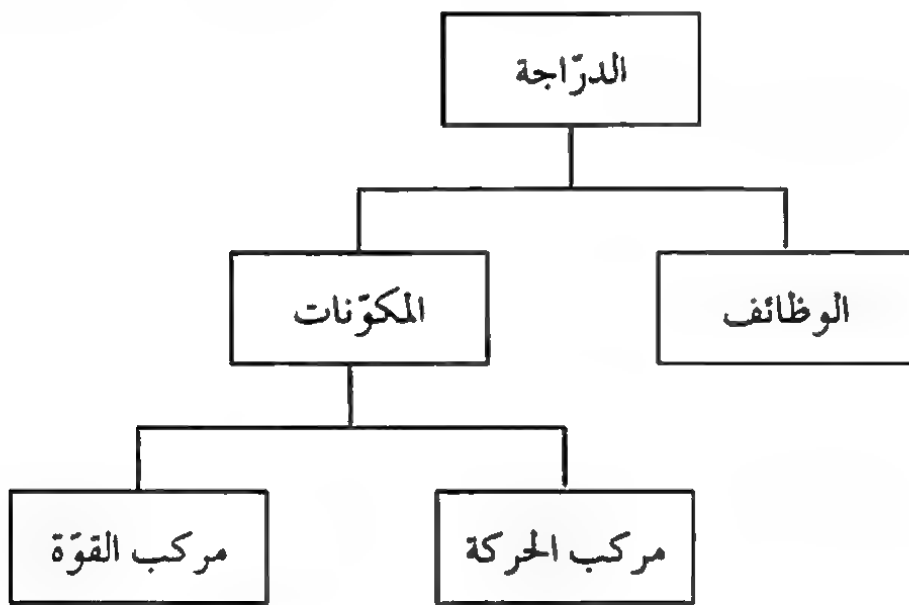 الدرّاجة
الوظائف
المكوّنات
مركب الحركة
مركب القوّة